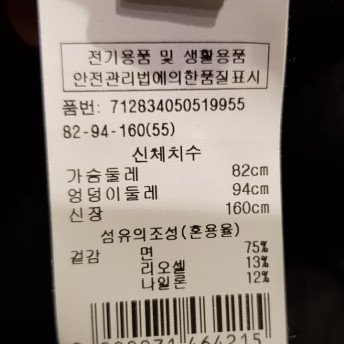 전기용품 및 생활용품
안전관리법에의한품질표시
품번: 712834050519955
82-94-160(55)
신체치수
가슴둘레 82cm
엉덩이둘레 94cm
신장 160cm
섬유의조성(혼용율)
겉감 면 75%
리오셀 13%
나일론 12%